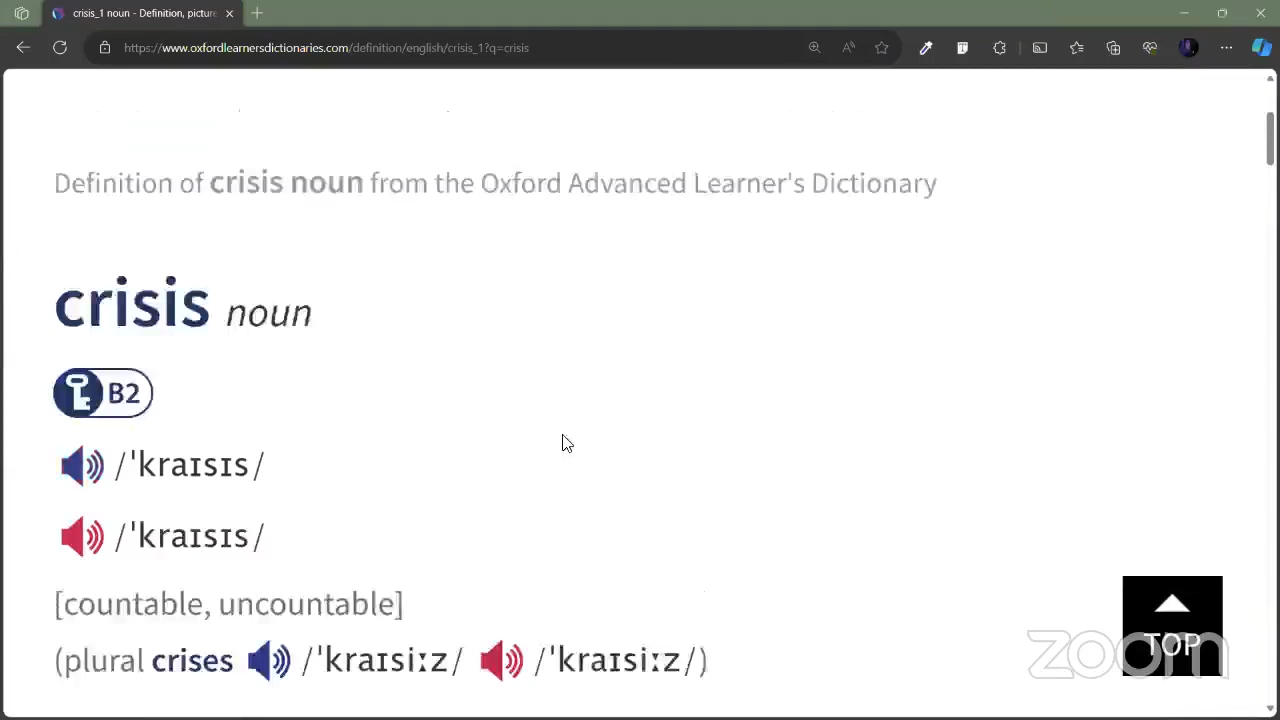 crisis_1 noun - Definition, picture
https://www.oxfordlearnersdictionaries.com/definition/english/crisis_1?q=crisis
Definition of crisis noun from the Oxford Advanced Learner's Dictionary
crisis noun
B2
/ˈkraɪsɪs/
/ˈkraɪsɪs/
[countable, uncountable]
(plural crises /ˈkraɪsiːz/ /ˈkraɪsiːz/)
TOP
zoom